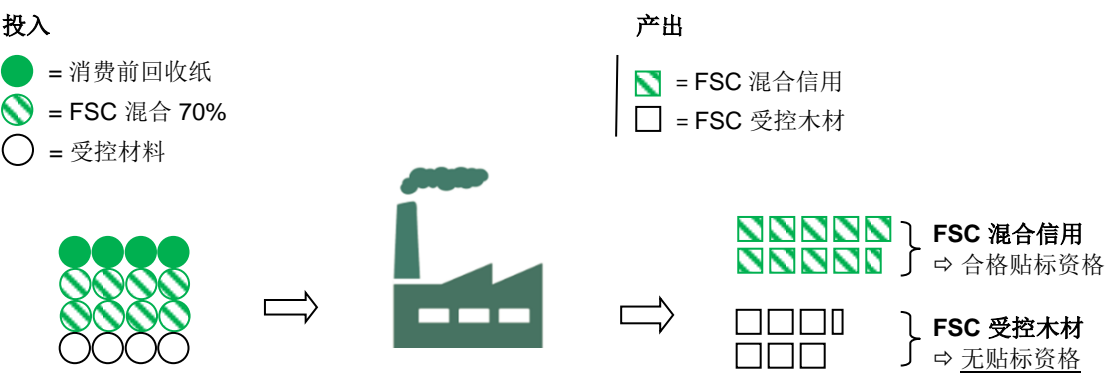 投入
= 消费前回收纸
= FSC 混合 70%
= 受控材料
产出
= FSC 混合信用
= FSC 受控木材
FSC 混合信用
⇨ 合格贴标资格
FSC 受控木材
⇨ 无贴标资格